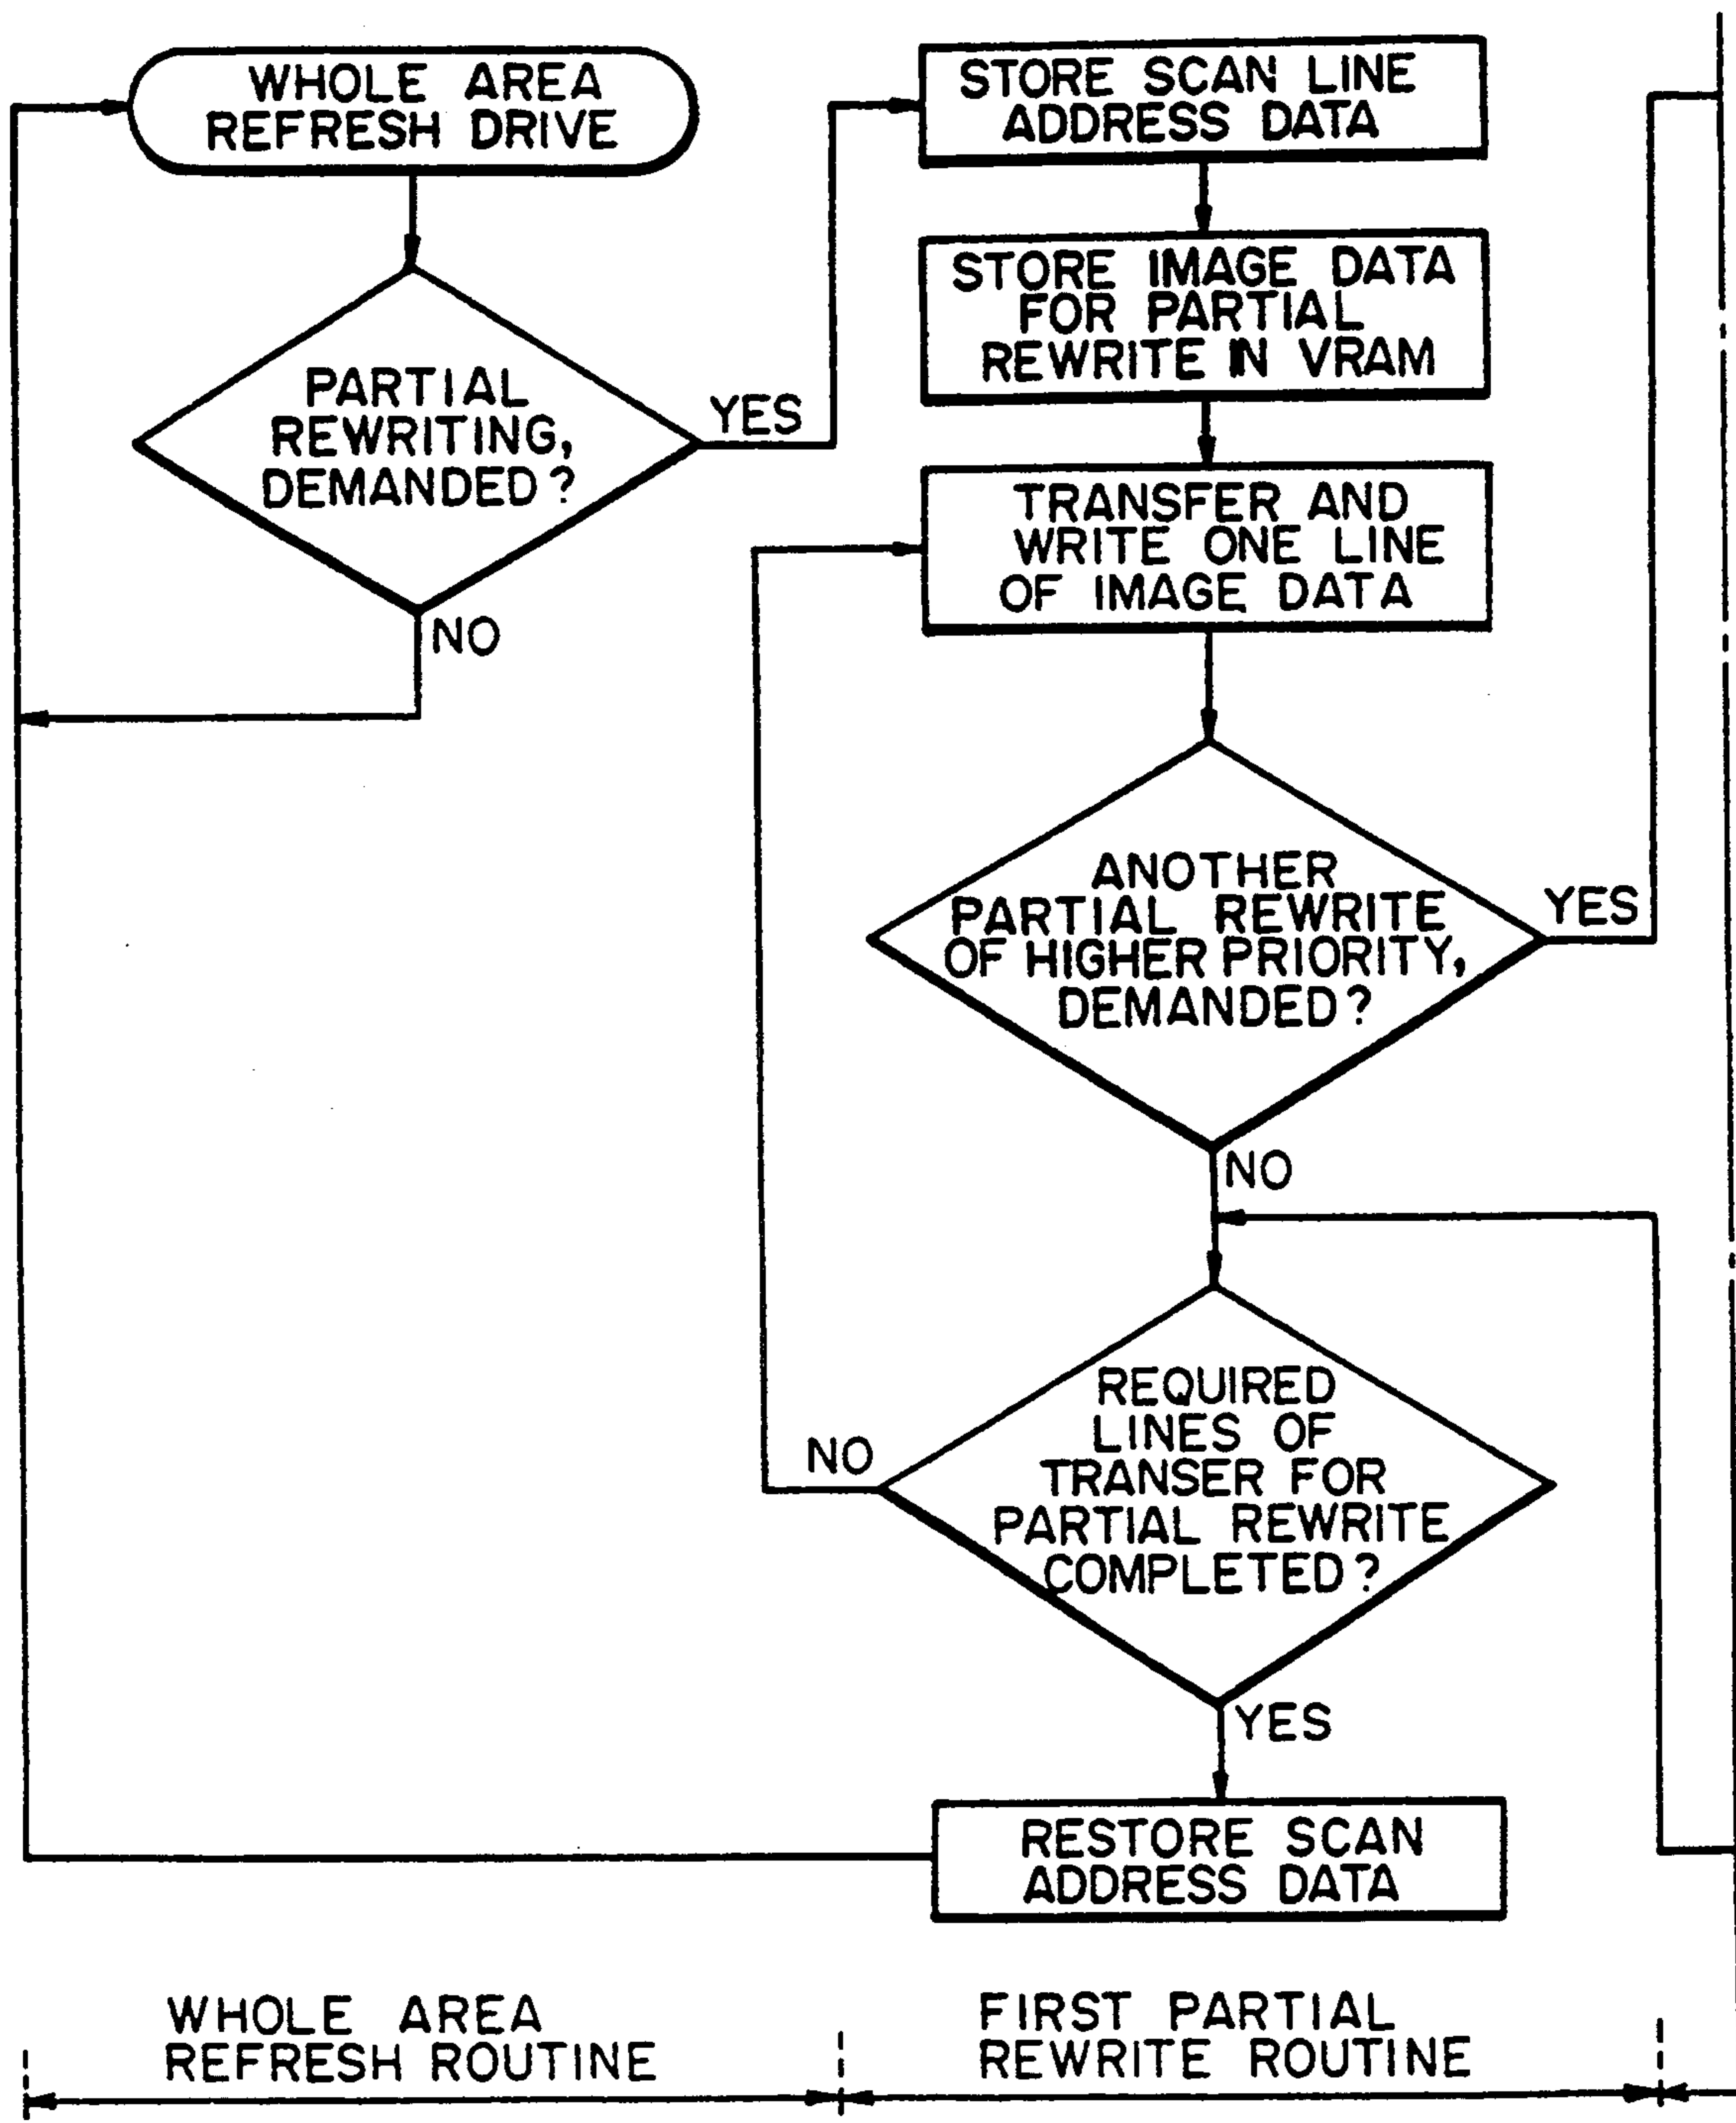 WHOLE AREA
REFRESH DRIVE
PARTIAL
REWRITING,
DEMANDED?
YES
NO
STORE SCAN LINE
ADDRESS DATA
STORE IMAGE DATA
FOR PARTIAL
REWRITE IN VRAM
TRANSFER AND
WRITE ONE LINE
OF IMAGE DATA
ANOTHER
PARTIAL REWRITE
OF HIGHER PRIORITY,
DEMANDED?
YES
NO
REQUIRED
LINES OF
TRANSER FOR
PARTIAL REWRITE
COMPLETED?
NO
YES
RESTORE SCAN
ADDRESS DATA
WHOLE AREA
REFRESH ROUTINE
FIRST PARTIAL
REWRITE ROUTINE